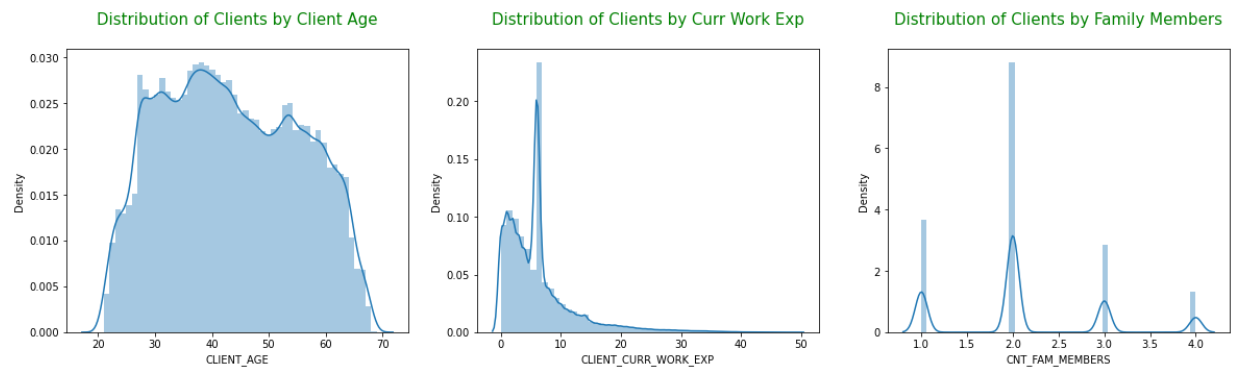 Distribution of Clients by Client Age
0.030
0.025
0.020
0.015
0.010
0.005
0.000
Density
20 30 40 50 60 70
CLIENT_AGE
Distribution of Clients by Curr Work Exp
0.20
0.15
0.10
0.05
0.00
Density
0 10 20 30 40 50
CLIENT_CURR_WORK_EXP
Distribution of Clients by Family Members
8
6
4
2
0
Density
1.0 1.5 2.0 2.5 3.0 3.5 4.0
CNT_FAM_MEMBERS